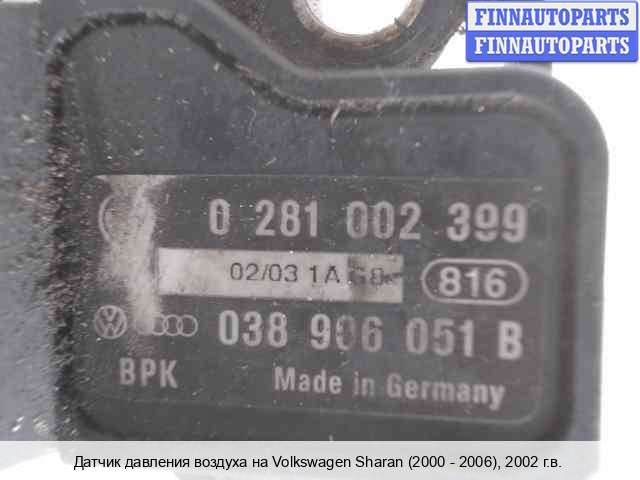 FINNAUTOPARTS
FINNAUTOPARTS
0 281 002 399
02/03 1A
816
038 906 051 B
BPK Made in Germany
Датчик давления воздуха на Volkswagen Sharan (2000 - 2006), 2002 г.в.